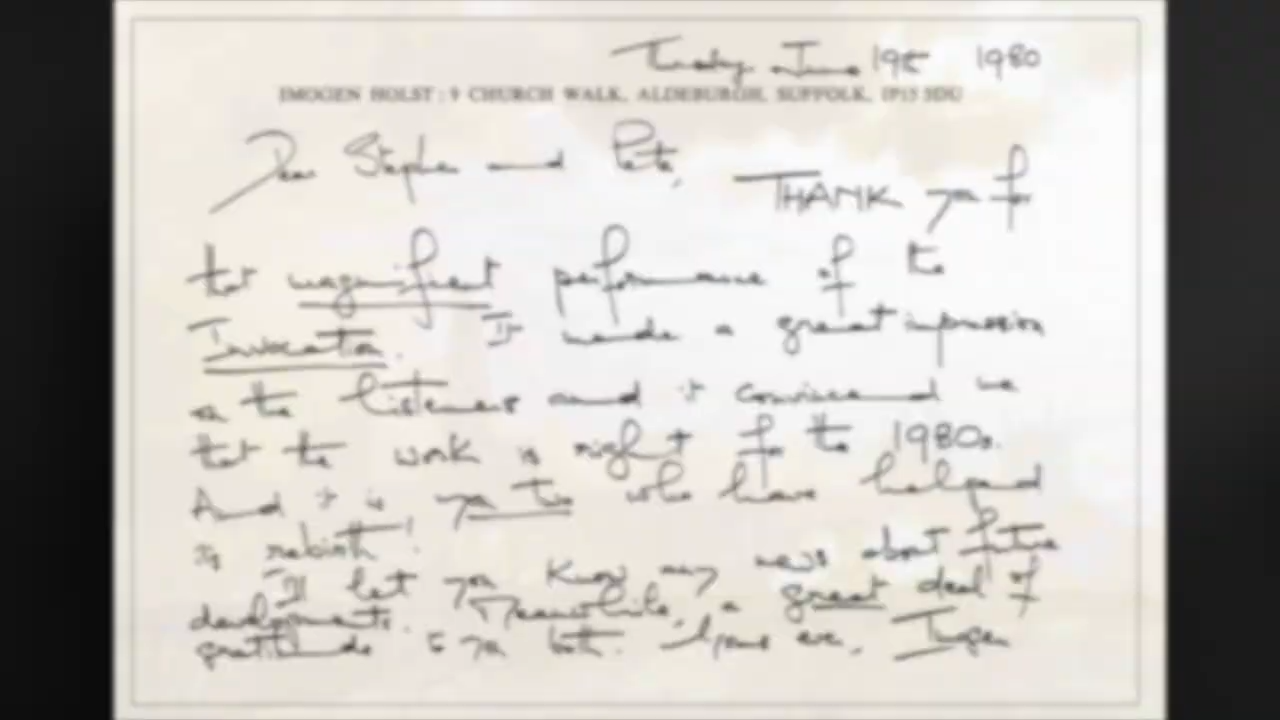 Thursday June 19th 1980
IMOGEN HOLST : 9 CHURCH WALK, ALDEBURGH, SUFFOLK, IP15 5DU
Dear Stephen and Pete,
THANK you for
that magnificent performance of the
Invocation. It made a great impression
on the listeners and it convinced me
that the work is right for the 1980s.
And it is you two who have helped
its rebirth!
I'll let you know any news about future
developments. Meanwhile, a great deal of
gratitude to you both. Yours ever, Imogen